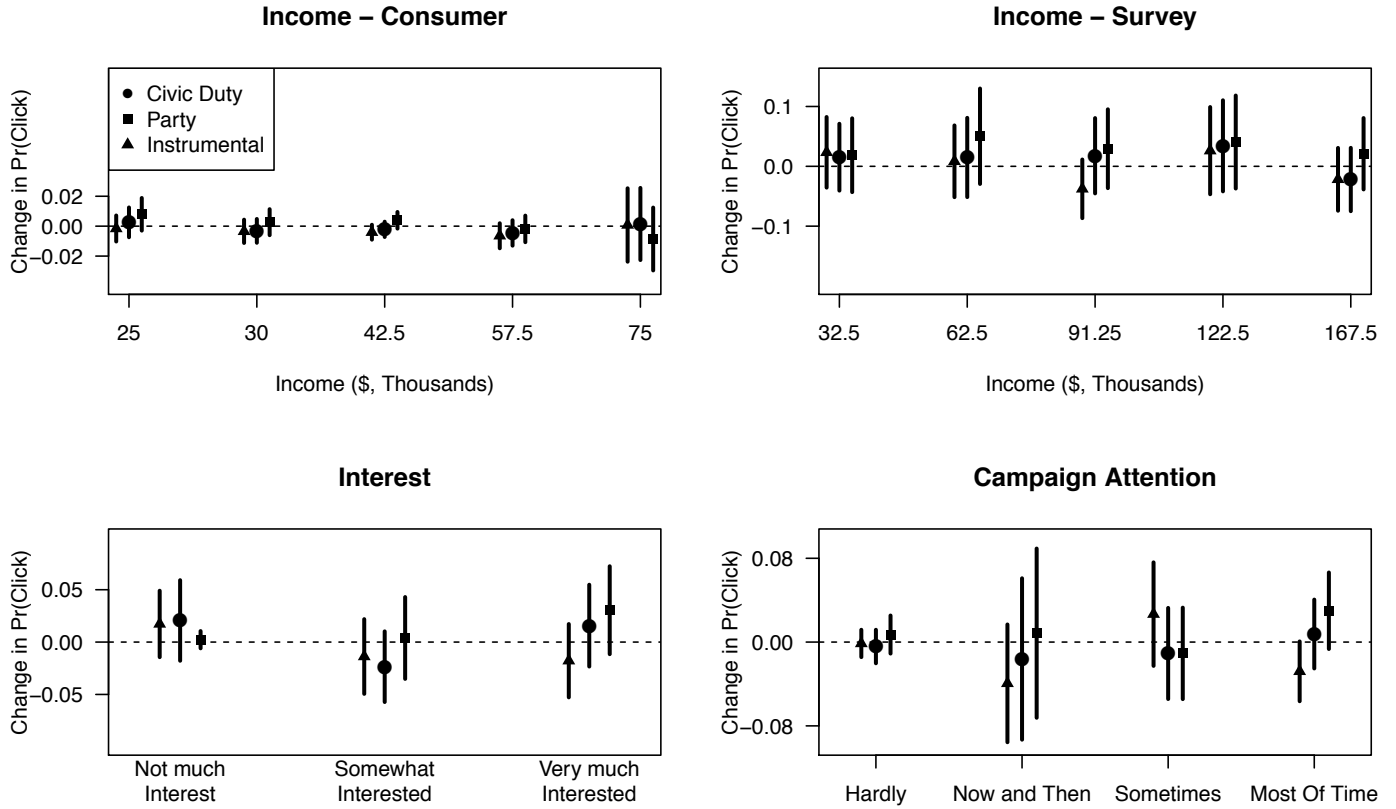 Income – Consumer
Change in Pr(Click)
0.02
0.00
−0.02
Civic Duty
Party
Instrumental
25 30 42.5 57.5 75
Income ($, Thousands)
Income – Survey
Change in Pr(Click)
0.1
0.0
−0.1
32.5 62.5 91.25 122.5 167.5
Income ($, Thousands)
Interest
Change in Pr(Click)
0.05
0.00
−0.05
Not much Somewhat Very much
Interest Interested Interested
Campaign Attention
Change in Pr(Click)
0.08
0.00
−0.08
Hardly Now and Then Sometimes Most Of Time